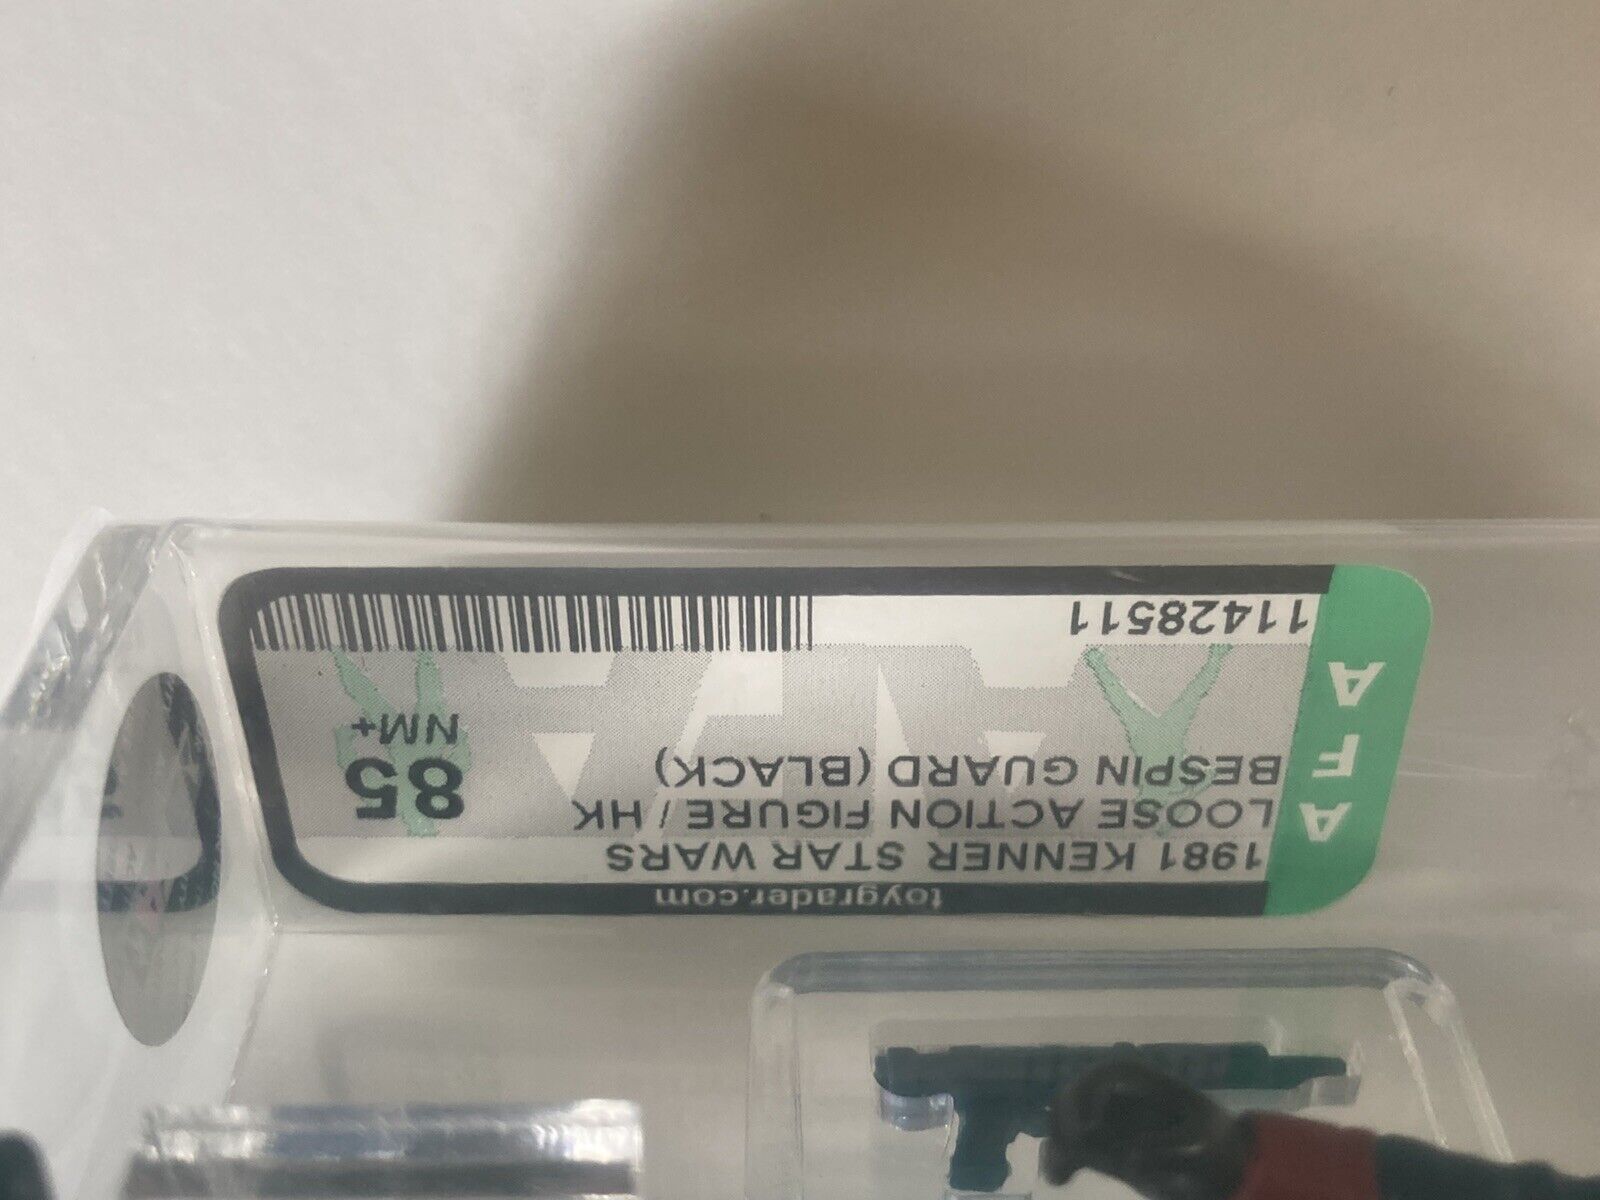 toygrader.com
1981 KENNER STAR WARS
LOOSE ACTION FIGURE / HK
BESPIN GUARD (BLACK)
85
NM+
11428511
AFA